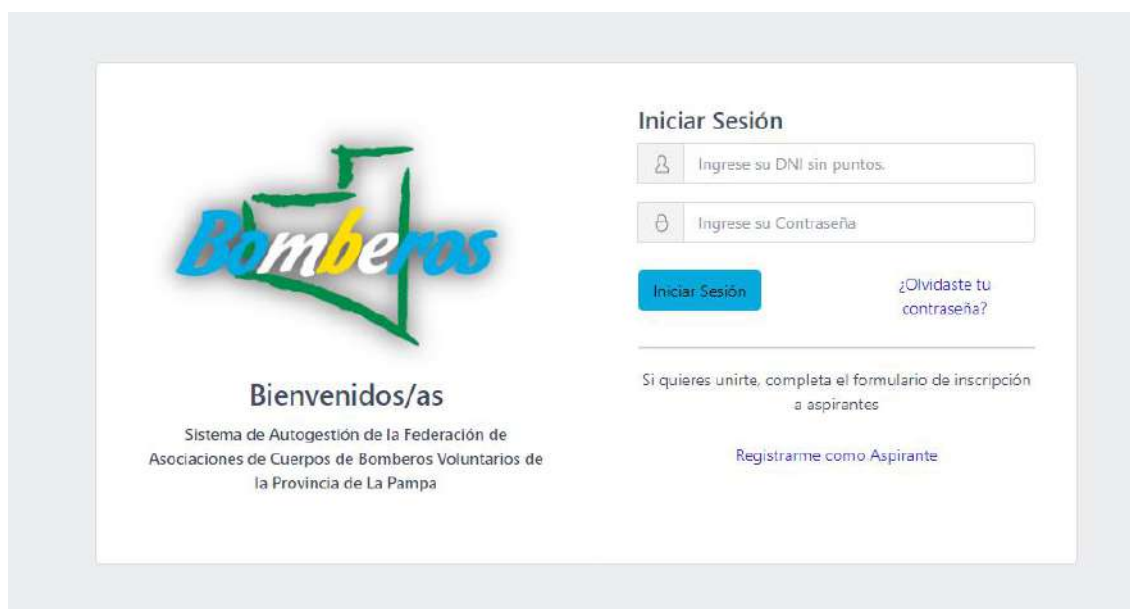 Bomberos
Bienvenidos/as
Sistema de Autogestión de la Federación de
Asociaciones de Cuerpos de Bomberos Voluntarios de
la Provincia de La Pampa
Iniciar Sesión
Ingrese su DNI sin puntos.
Ingrese su Contraseña
Iniciar Sesión
¿Olvidaste tu
contraseña?
Si quieres unirte, completa el formulario de inscripción
a aspirantes
Registrarme como Aspirante